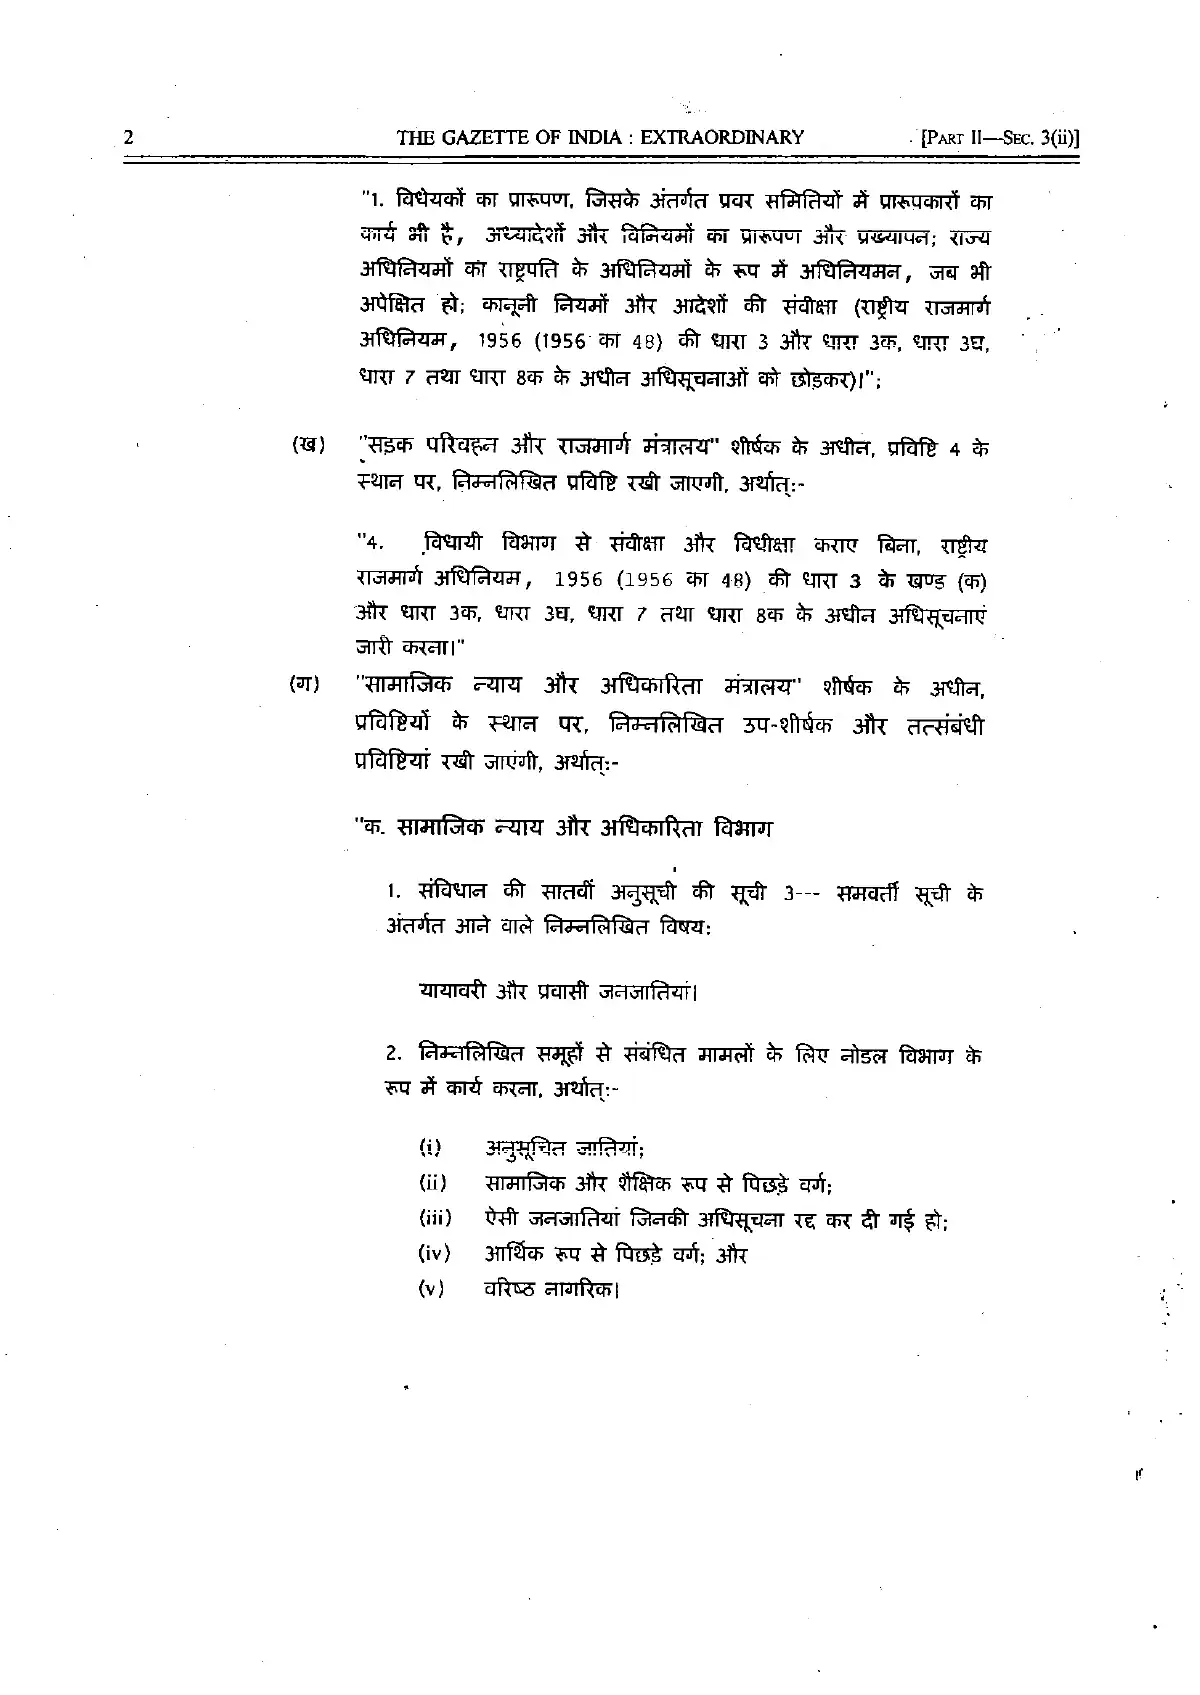 2 THE GAZETTE OF INDIA : EXTRAORDINARY [PART II—SEC. 3(ii)]
"1. विधेयकों का प्रारूपण, जिसके अंतर्गत प्रवर समितियों में प्रारूपकारों का
कार्य भी है, अध्यादेशों और विनियमों का प्रारूपण और प्रख्यापन; राज्य
अधिनियमों का राष्ट्रपति के अधिनियमों के रूप में अधिनियमन, जब भी
अपेक्षित हो; कानूनी नियमों और आदेशों की संवीक्षा (राष्ट्रीय राजमार्ग
अधिनियम, 1956 (1956 का 48) की धारा 3 और धारा 3क, धारा 3घ,
धारा 7 तथा धारा 8क के अधीन अधिसूचनाओं को छोड़कर)।";
(ख) "सड़क परिवहन और राजमार्ग मंत्रालय" शीर्षक के अधीन, प्रविष्टि 4 के
स्थान पर, निम्नलिखित प्रविष्टि रखी जाएगी, अर्थात्:-
"4. विधायी विभाग से संवीक्षा और विधीक्षा कराए बिना, राष्ट्रीय
राजमार्ग अधिनियम, 1956 (1956 का 48) की धारा 3 के खण्ड (क)
और धारा 3क, धारा 3घ, धारा 7 तथा धारा 8क के अधीन अधिसूचनाएं
जारी करना।"
(ग) "सामाजिक न्याय और अधिकारिता मंत्रालय" शीर्षक के अधीन,
प्रविष्टियों के स्थान पर, निम्नलिखित उप-शीर्षक और तत्संबंधी
प्रविष्टियां रखी जाएंगी, अर्थात्:-
"क. सामाजिक न्याय और अधिकारिता विभाग
1. संविधान की सातवीं अनुसूची की सूची 3--- समवर्ती सूची के
अंतर्गत आने वाले निम्नलिखित विषय:
यायावरी और प्रवासी जनजातियां।
2. निम्नलिखित समूहों से संबंधित मामलों के लिए नोडल विभाग के
रूप में कार्य करना, अर्थात्:-
(i) अनुसूचित जातियां;
(ii) सामाजिक और शैक्षिक रूप से पिछड़े वर्ग;
(iii) ऐसी जनजातियां जिनकी अधिसूचना रद्द कर दी गई हो;
(iv) आर्थिक रूप से पिछड़े वर्ग; और
(v) वरिष्ठ नागरिक।